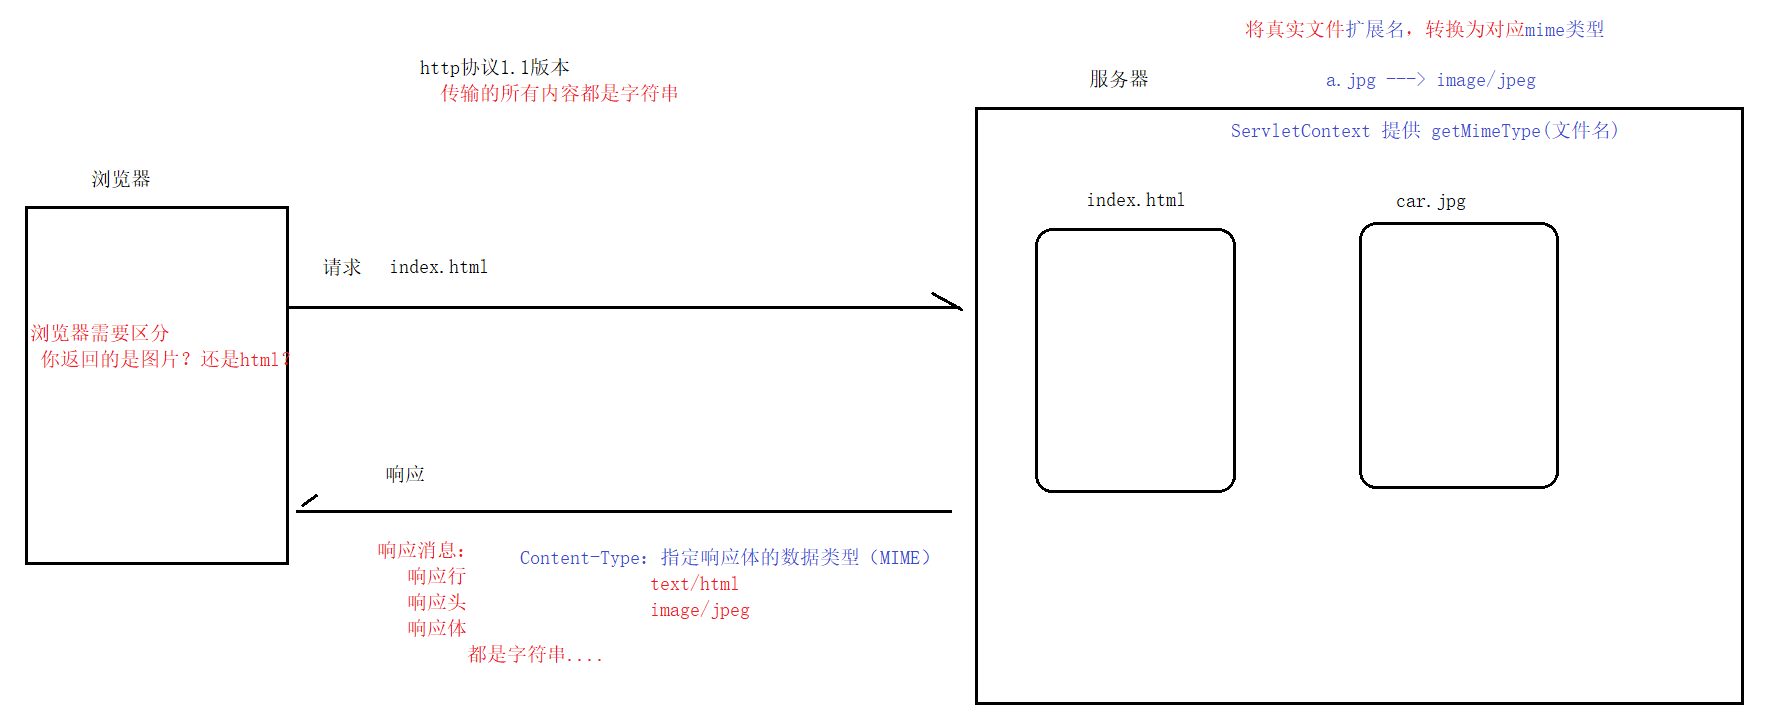 将真实文件扩展名，转换为对应mime类型
http协议1.1版本
传输的所有内容都是字符串
服务器
a.jpg ---> image/jpeg
ServletContext 提供 getMimeType(文件名)
浏览器
index.html
car.jpg
请求 index.html
浏览器需要区分
你返回的是图片？还是html？
响应
响应消息：
响应行
响应头
响应体
都是字符串....
Content-Type：指定响应体的数据类型（MIME）
text/html
image/jpeg